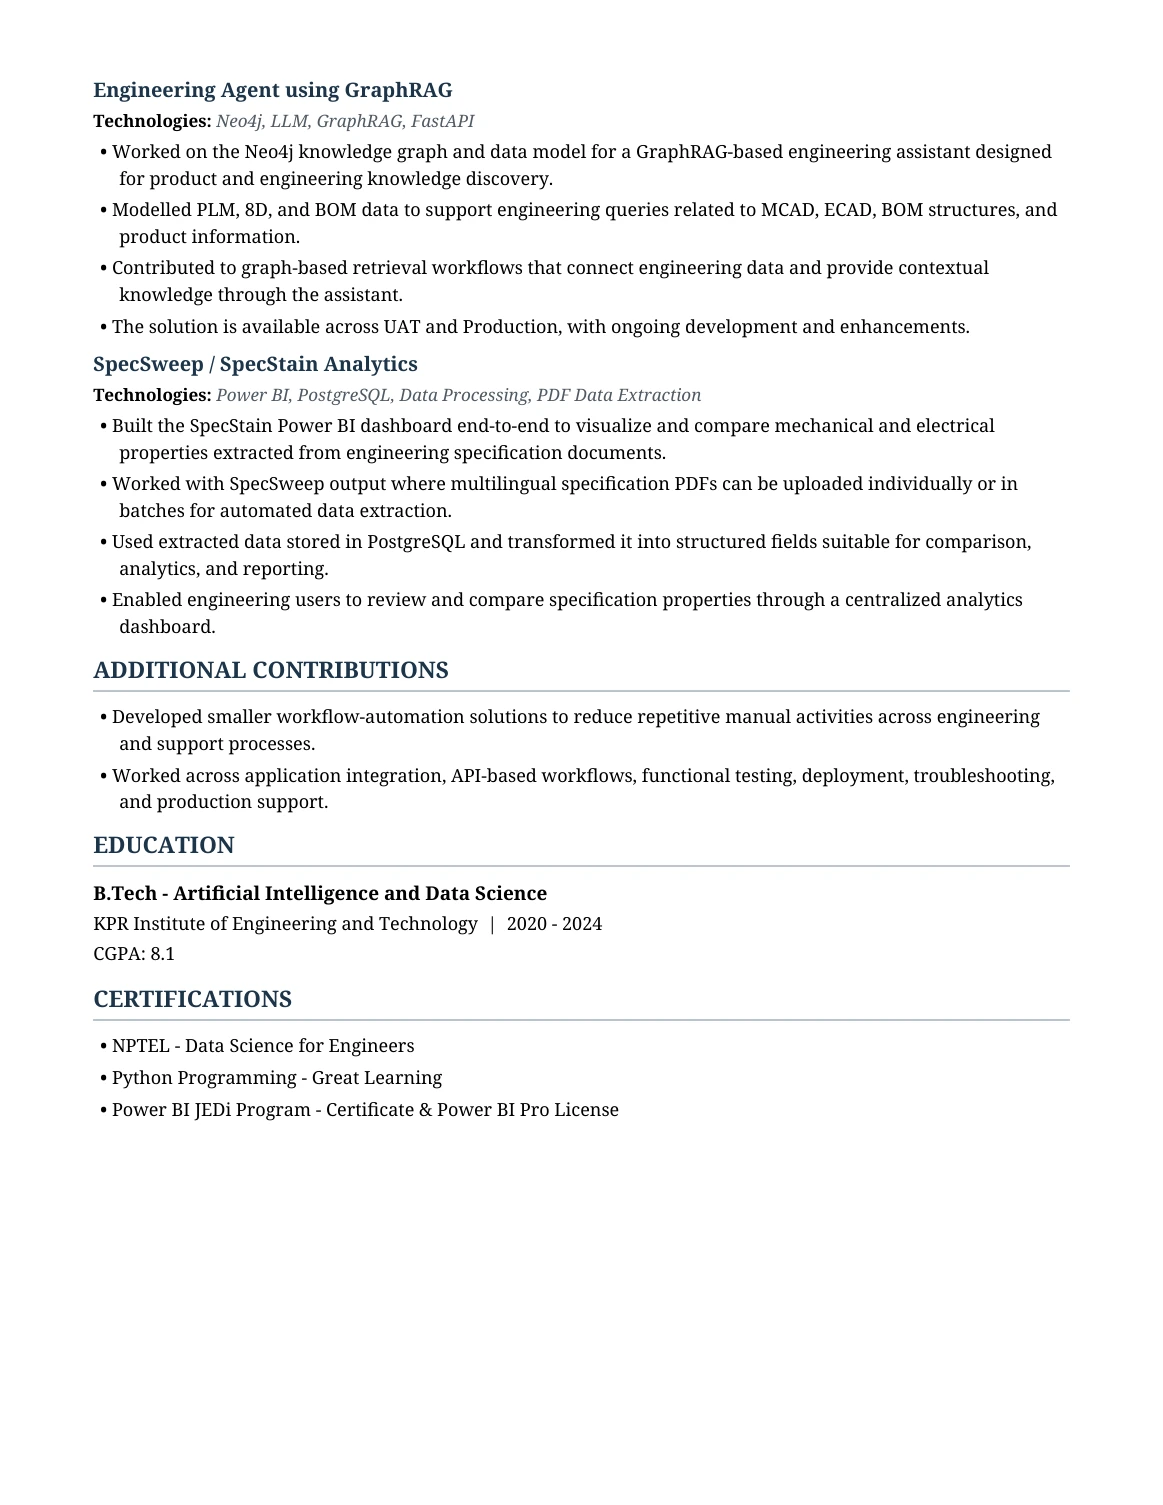 Engineering Agent using GraphRAG
Technologies: Neo4j, LLM, GraphRAG, FastAPI
• Worked on the Neo4j knowledge graph and data model for a GraphRAG-based engineering assistant designed
for product and engineering knowledge discovery.
• Modelled PLM, 8D, and BOM data to support engineering queries related to MCAD, ECAD, BOM structures, and
product information.
• Contributed to graph-based retrieval workflows that connect engineering data and provide contextual
knowledge through the assistant.
• The solution is available across UAT and Production, with ongoing development and enhancements.
SpecSweep / SpecStain Analytics
Technologies: Power BI, PostgreSQL, Data Processing, PDF Data Extraction
• Built the SpecStain Power BI dashboard end-to-end to visualize and compare mechanical and electrical
properties extracted from engineering specification documents.
• Worked with SpecSweep output where multilingual specification PDFs can be uploaded individually or in
batches for automated data extraction.
• Used extracted data stored in PostgreSQL and transformed it into structured fields suitable for comparison,
analytics, and reporting.
• Enabled engineering users to review and compare specification properties through a centralized analytics
dashboard.
ADDITIONAL CONTRIBUTIONS
• Developed smaller workflow-automation solutions to reduce repetitive manual activities across engineering
and support processes.
• Worked across application integration, API-based workflows, functional testing, deployment, troubleshooting,
and production support.
EDUCATION
B.Tech - Artificial Intelligence and Data Science
KPR Institute of Engineering and Technology | 2020 - 2024
CGPA: 8.1
CERTIFICATIONS
• NPTEL - Data Science for Engineers
• Python Programming - Great Learning
• Power BI JEDi Program - Certificate & Power BI Pro License